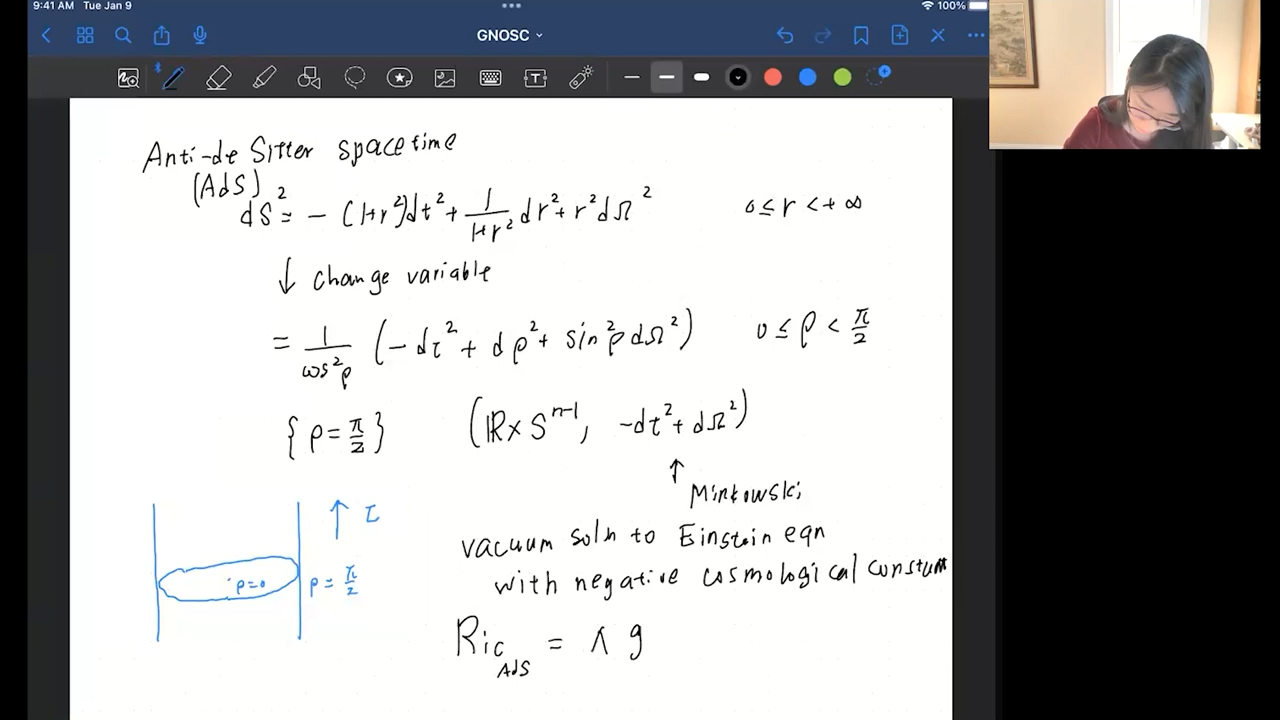 9:41 AM Tue Jan 9
100%
GNOSC
Anti-de Sitter spacetime
(AdS)
dS² = - (1+r²)dt² + 1/(1+r²) dr² + r² dΩ² 0 ≤ r < +∞
↓ change variable
= 1/cos²ρ (-dτ² + dρ² + sin²ρ dΩ²) 0 ≤ ρ < π/2
{ρ = π/2} (ℝ×Sⁿ⁻¹, -dτ² + dΩ²)
↑ Minkowski
↑ τ
ρ=0 ρ = π/2
vacuum soln to Einstein eqn
with negative cosmological constant
Ric_AdS = Λ g